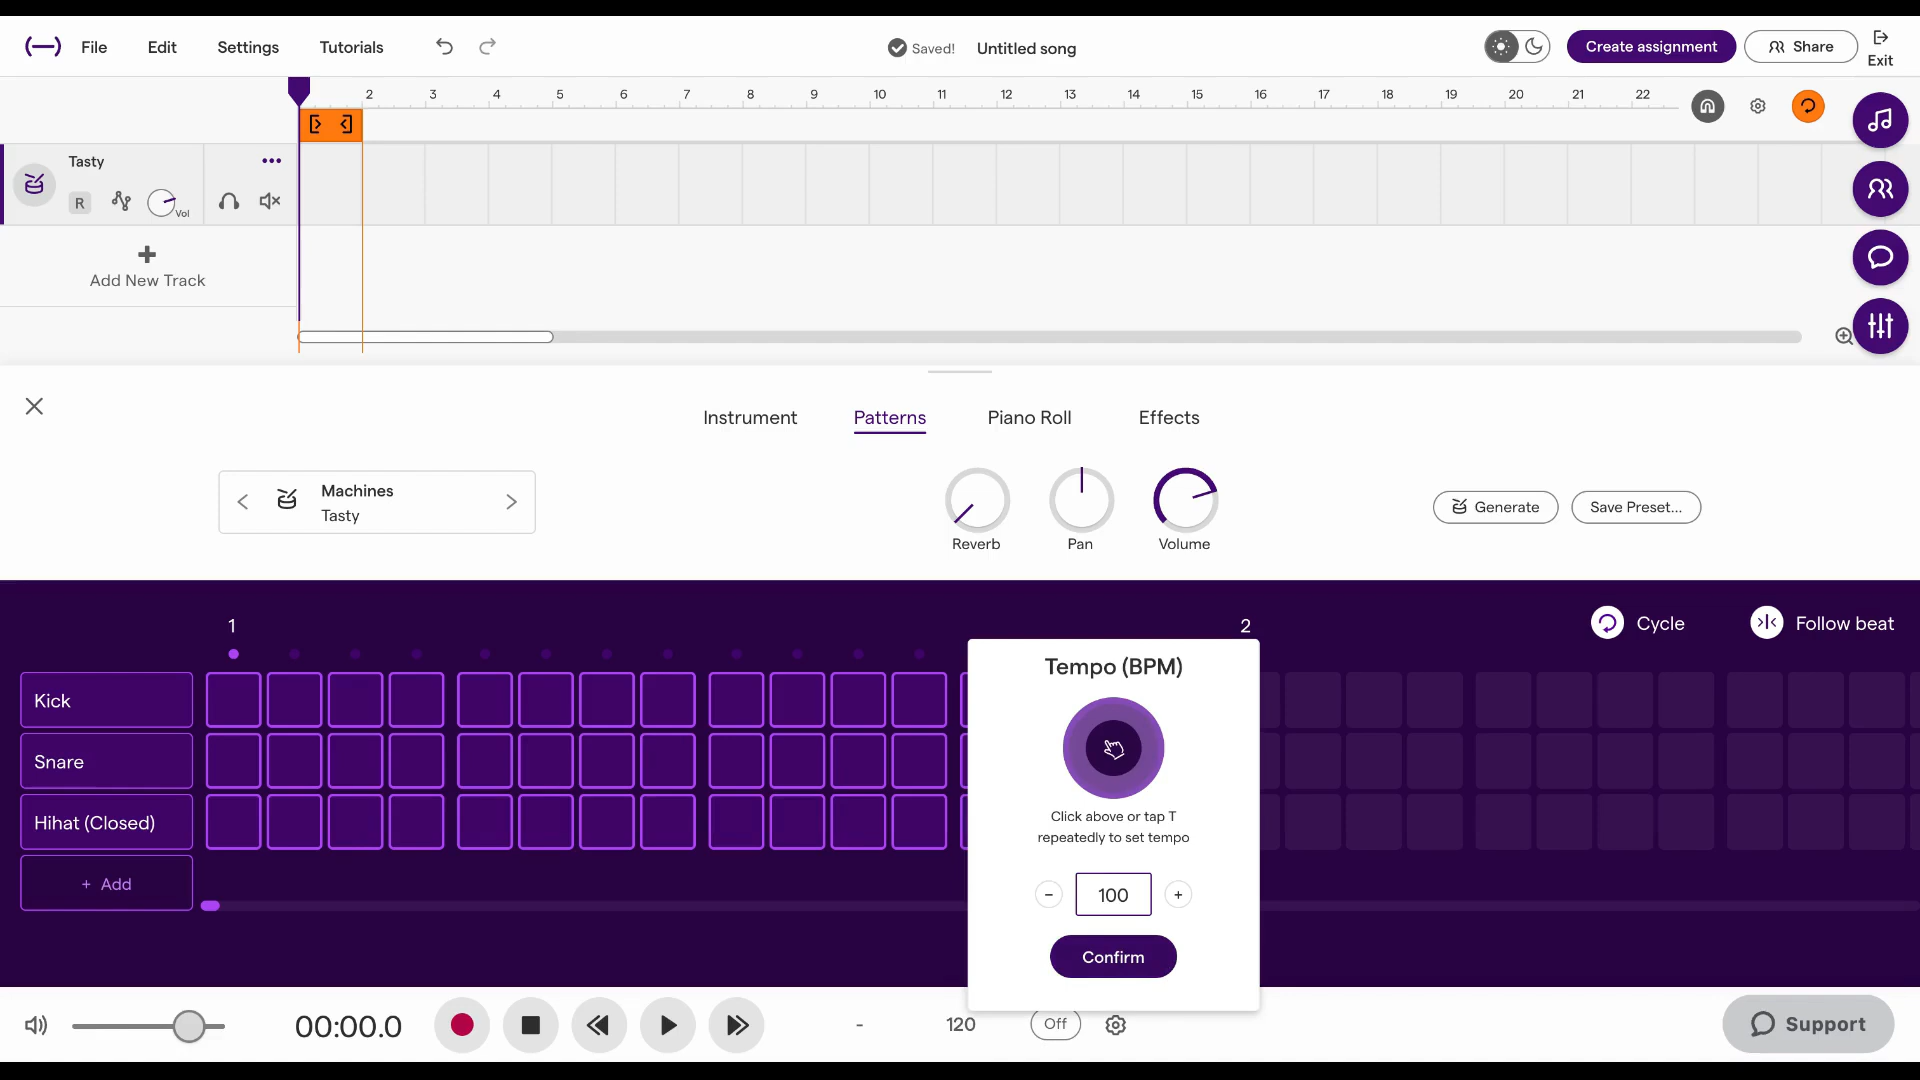 File Edit Settings Tutorials Saved! Untitled song Create assignment Share Exit
2 3 4 5 6 7 8 9 10 11 12 13 14 15 16 17 18 19 20 21 22
Tasty
R Vol
Add New Track
Instrument Patterns Piano Roll Effects
Machines
Tasty
Reverb Pan Volume
Generate Save Preset...
1 2 Cycle Follow beat
Tempo (BPM)
Kick
Snare
Hihat (Closed)
+ Add
Click above or tap T
repeatedly to set tempo
- 100 +
Confirm
00:00.0 - 120 Off Support